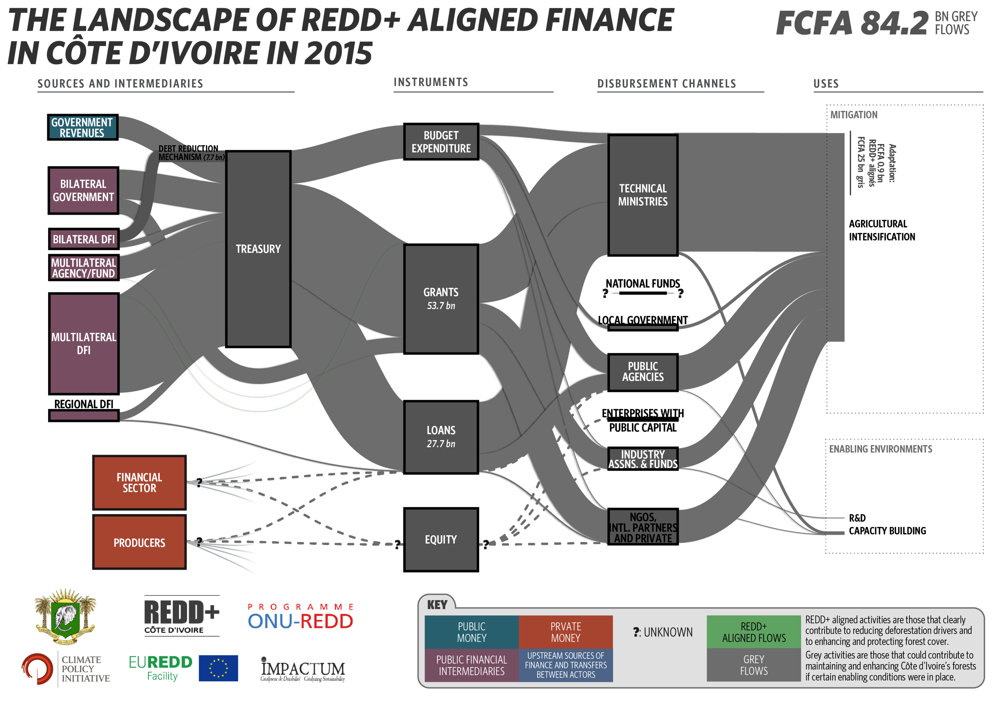 THE LANDSCAPE OF REDD+ ALIGNED FINANCE
IN CÔTE D'IVOIRE IN 2015
FCFA 84.2
BN GREY
FLOWS
SOURCES AND INTERMEDIARIES
INSTRUMENTS
DISBURSEMENT CHANNELS
USES
GOVERNMENT
REVENUES
DEBT REDUCTION
MECHANISM (7.7 bn)
BILATERAL
GOVERNMENT
BILATERAL DFI
MULTILATERAL
AGENCY/FUND
MULTILATERAL
DFI
REGIONAL DFI
FINANCIAL
SECTOR
?
PRODUCERS
?
TREASURY
BUDGET
EXPENDITURE
GRANTS
53.7 bn
LOANS
27.7 bn
?
EQUITY
?
TECHNICAL
MINISTRIES
NATIONAL FUNDS
? ?
LOCAL GOVERNMENT
PUBLIC
AGENCIES
ENTERPRISES WITH
PUBLIC CAPITAL
INDUSTRY
ASSNS. & FUNDS
NGOS,
INTL. PARTNERS
AND PRIVATE
MITIGATION
Adaptation:
FCFA 0.9 bn
REDD+ alignés
FCFA 25 bn gris
AGRICULTURAL
INTENSIFICATION
ENABLING ENVIRONMENTS
R&D
CAPACITY BUILDING
REDD+
CÔTE D'IVOIRE
PROGRAMME
ONU-REDD
CLIMATE
POLICY
INITIATIVE
EUREDD
Facility
IMPACTUM
Catalyseur de Durabilité Catalyzing Sustainability
KEY
PUBLIC
MONEY
PRVATE
MONEY
PUBLIC FINANCIAL
INTERMEDIARIES
UPSTREAM SOURCES OF
FINANCE AND TRANSFERS
BETWEEN ACTORS
?: UNKNOWN
REDD+
ALIGNED FLOWS
GREY
FLOWS
REDD+ aligned activities are those that clearly
contribute to reducing deforestation drivers and
to enhancing and protecting forest cover.
Grey activities are those that could contribute to
maintaining and enhancing Côte d'Ivoire's forests
if certain enabling conditions were in place.